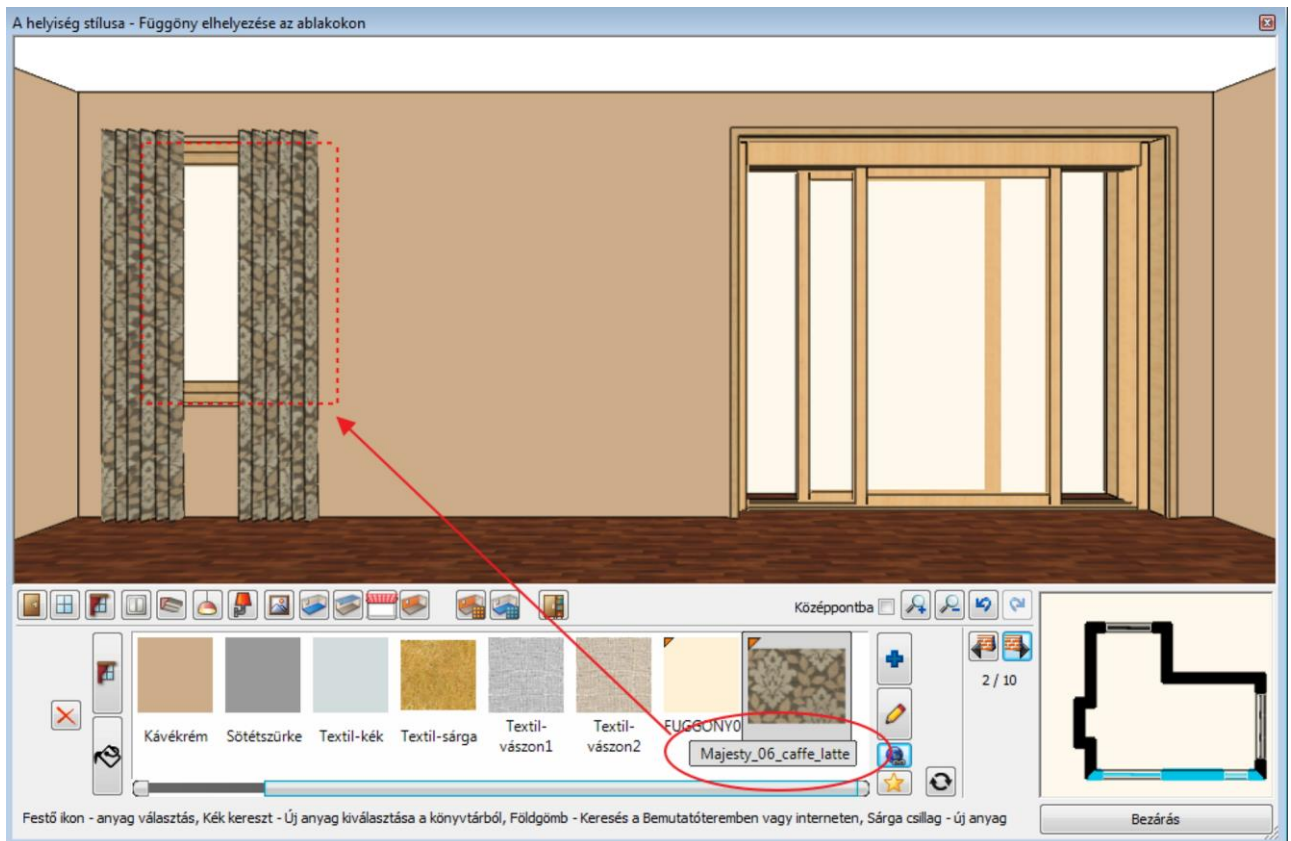 A helyiség stílusa - Függöny elhelyezése az ablakokon
Középpontba
2 / 10
Kávékrém
Sötétszürke
Textil-kék
Textil-sárga
Textil-
vászon1
Textil-
vászon2
FUGGONY0
Majesty_06_caffe_latte
Festő ikon - anyag választás, Kék kereszt - Új anyag kiválasztása a könyvtárból, Földgömb - Keresés a Bemutatóteremben vagy interneten, Sárga csillag - új anyag
Bezárás